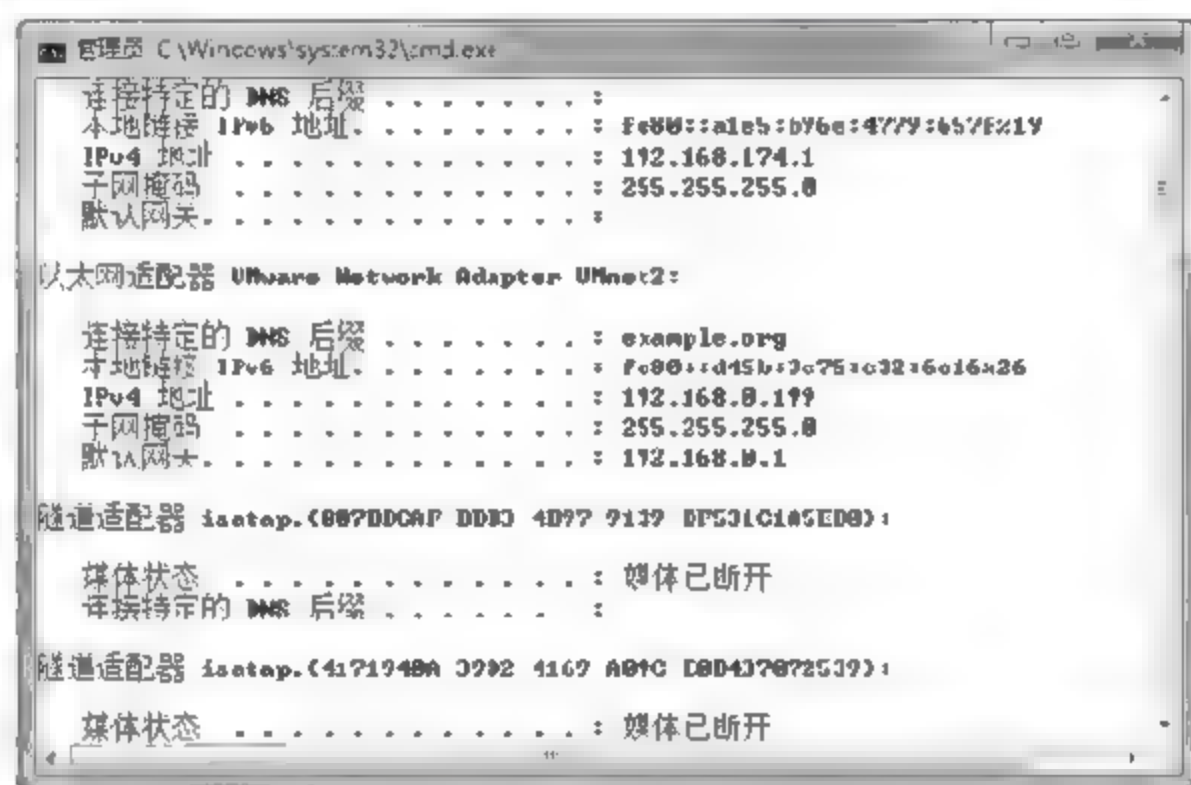 管理员 C:\Windows\system32\cmd.exe
连接特定的 DNS 后缀 . . . . . . . :
本地链接 IPv6 地址. . . . . . . . :
IPv4 地址 . . . . . . . . . . . . : 192.168.174.1
子网掩码 . . . . . . . . . . . . : 255.255.255.0
默认网关. . . . . . . . . . . . . :
以太网适配器 VMware Network Adapter VMnet2:
连接特定的 DNS 后缀 . . . . . . . : example.org
本地链接 IPv6 地址. . . . . . . . :
IPv4 地址 . . . . . . . . . . . . : 192.168.0.199
子网掩码 . . . . . . . . . . . . : 255.255.255.0
默认网关. . . . . . . . . . . . . : 192.168.0.1
隧道适配器
媒体状态 . . . . . . . . . . . . : 媒体已断开
连接特定的 DNS 后缀 . . . . . . . :
隧道适配器
媒体状态 . . . . . . . . . . . . : 媒体已断开